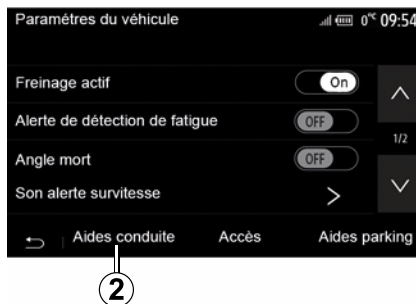 Paramétres du véhicule 0°C 09:54
Freinage actif On
Alerte de détection de fatigue OFF
1/2
Angle mort OFF
Son alerte survitesse
Aides conduite Accès Aides parking
2